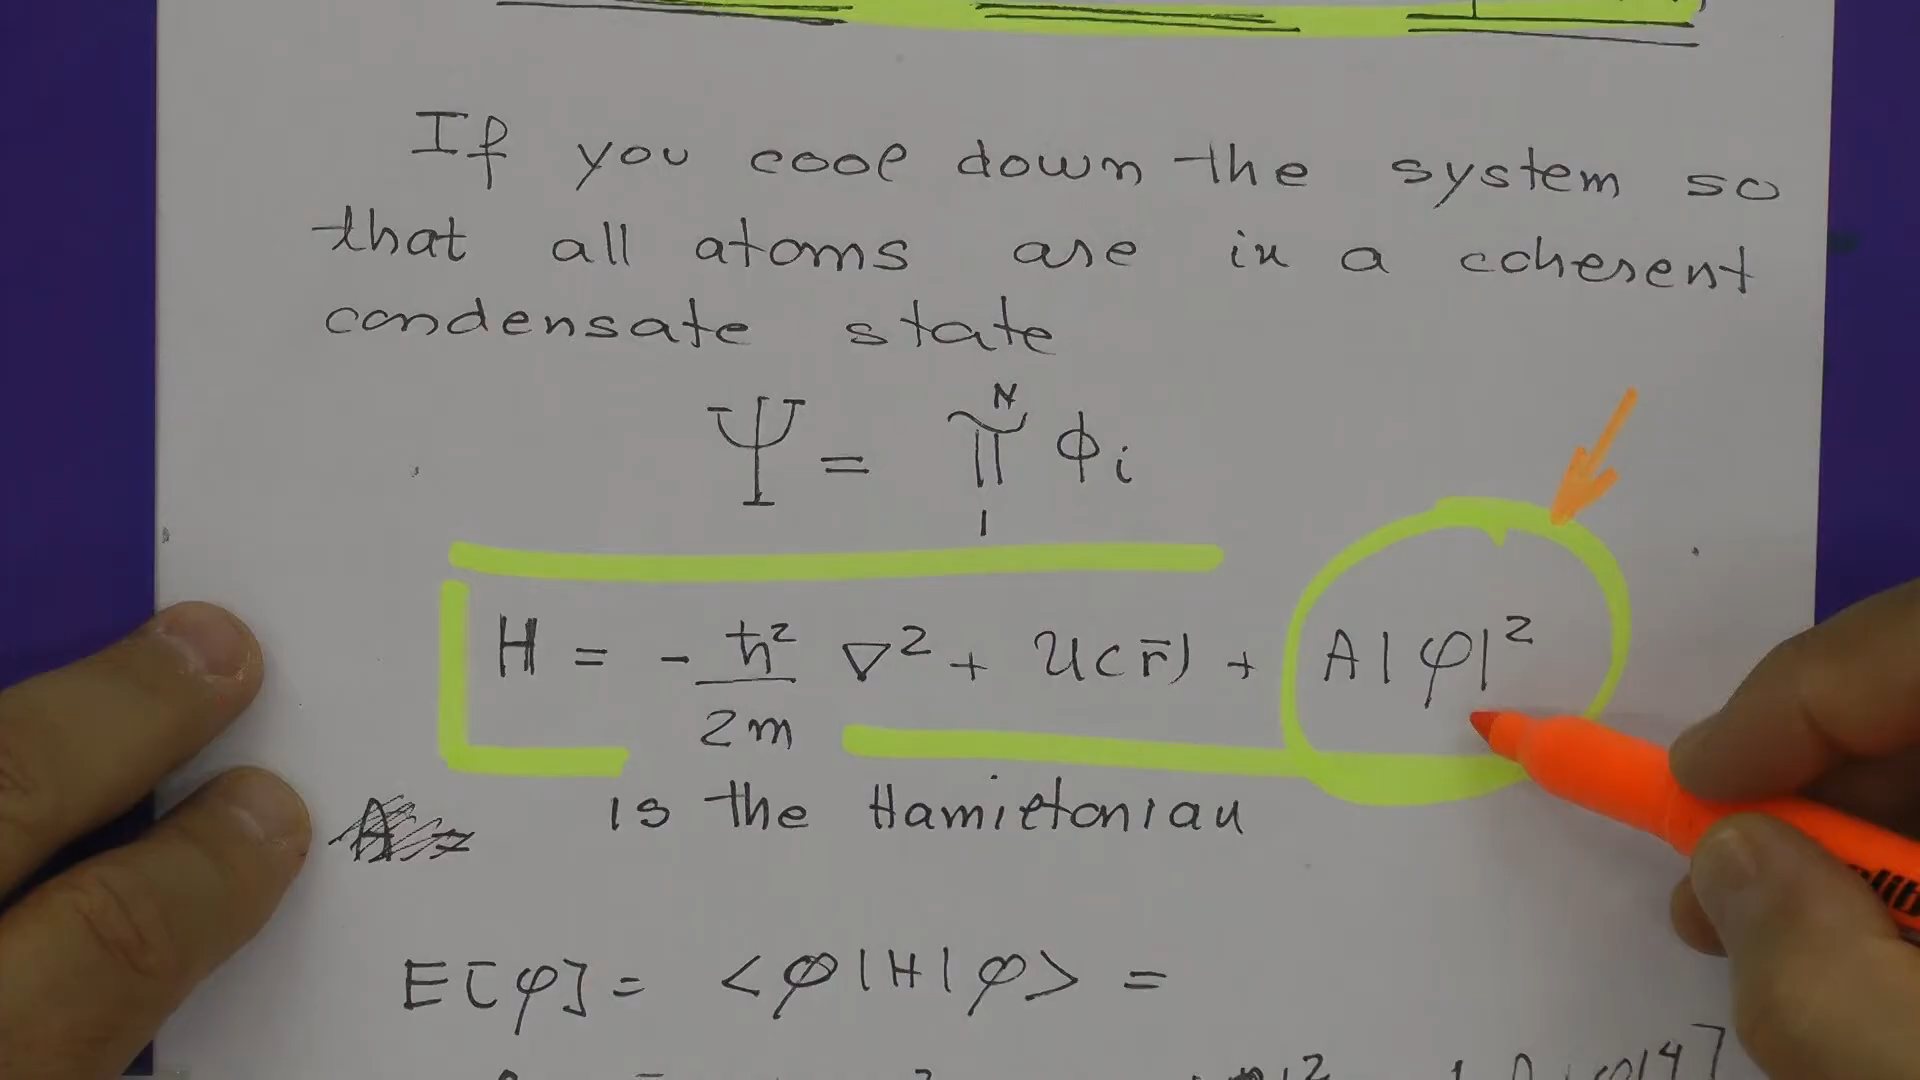 If you cool down the system so
that all atoms are in a coherent
condensate state
Ψ = ∏₁ᴺ ϕᵢ
H = - ℏ²/2m ∇² + U(r̄) + A|φ|²
is the Hamiltonian
E[φ] = <φ|H|φ> =